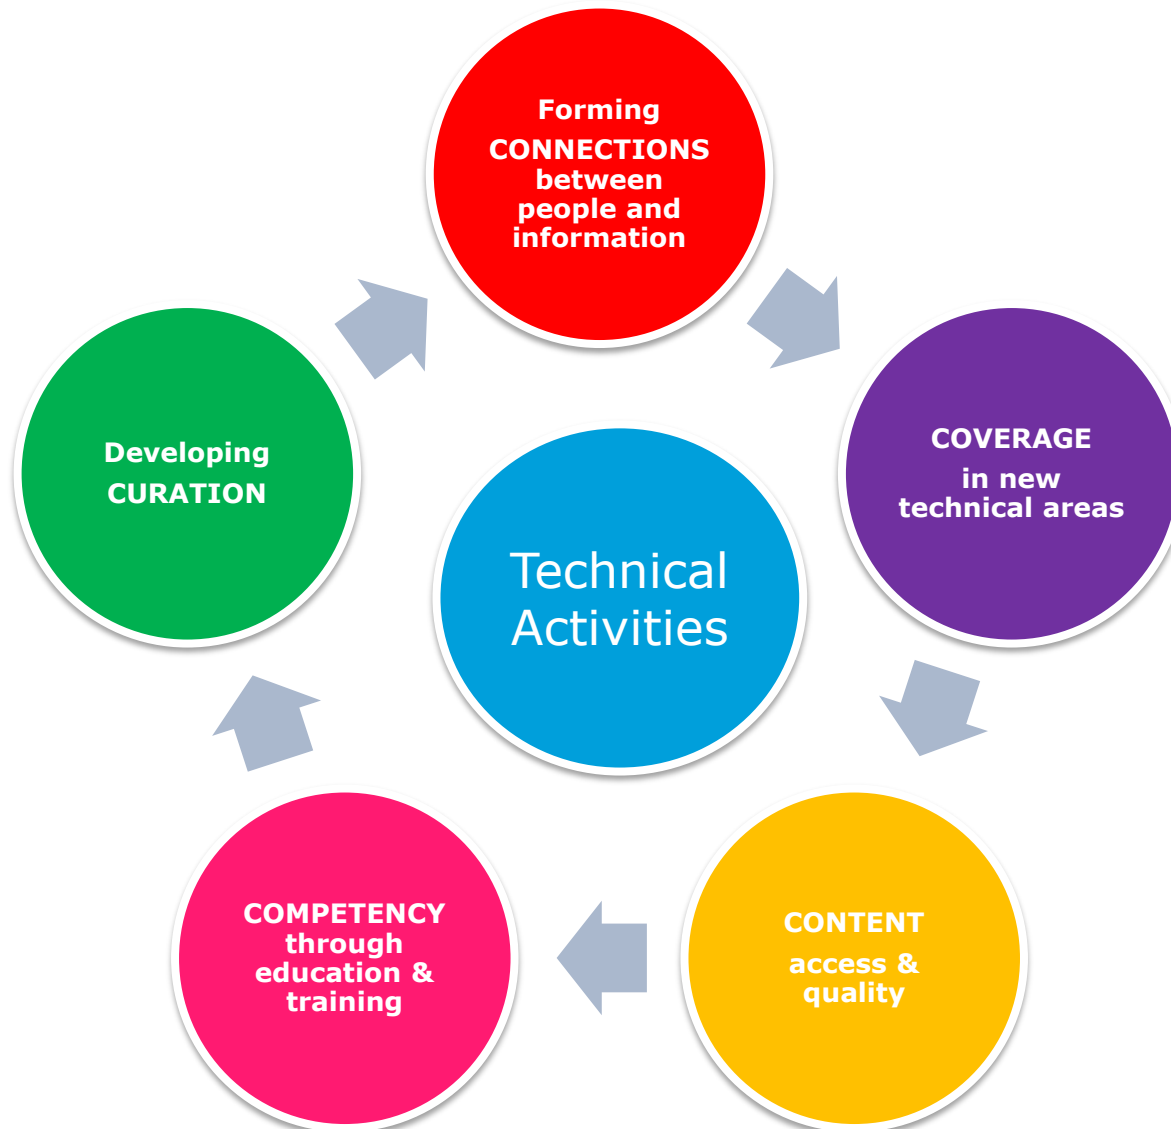 Forming
CONNECTIONS
between
people and
information
COVERAGE
in new
technical areas
CONTENT
access &
quality
COMPETENCY
through
education &
training
Developing
CURATION
Technical
Activities